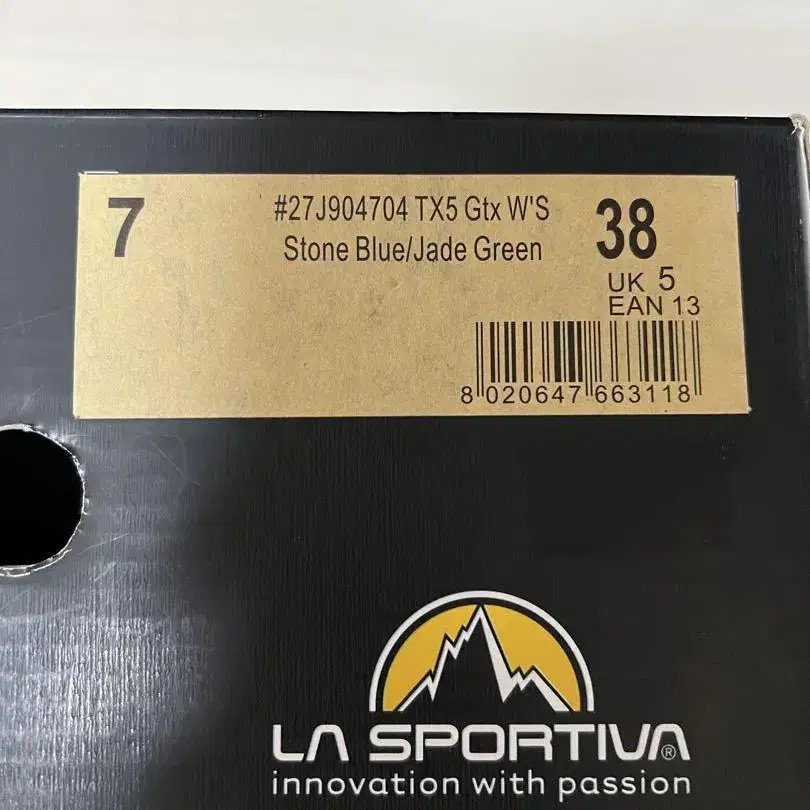 7
#27J904704 TX5 Gtx W'S
Stone Blue/Jade Green
38
UK 5
EAN 13
8 020647 663118
LA SPORTIVA®
innovation with passion